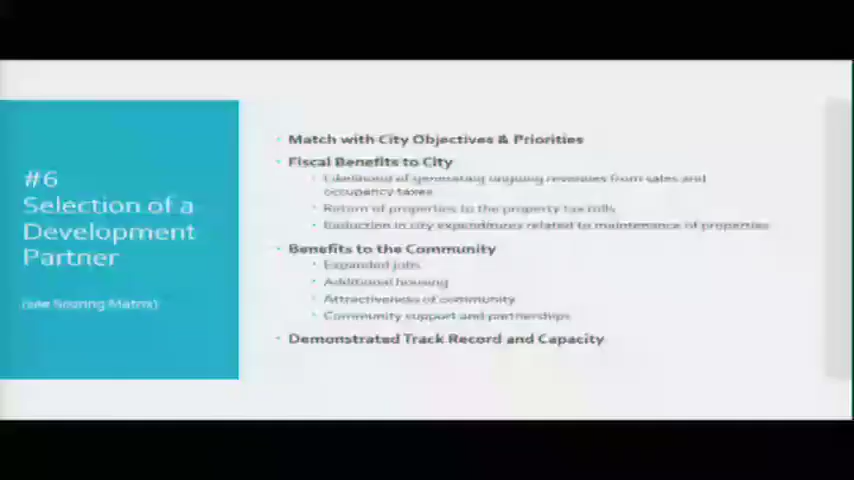 #6
Selection of a
Development
Partner
(see Scoring Matrix)
Match with City Objectives & Priorities
Fiscal Benefits to City
Likelihood of generating ongoing revenues from sales and
occupancy taxes
Return of properties to the property tax rolls
Reduction in city expenditures related to maintenance of properties
Benefits to the Community
Expanded jobs
Additional housing
Attractiveness of community
Community support and partnerships
Demonstrated Track Record and Capacity